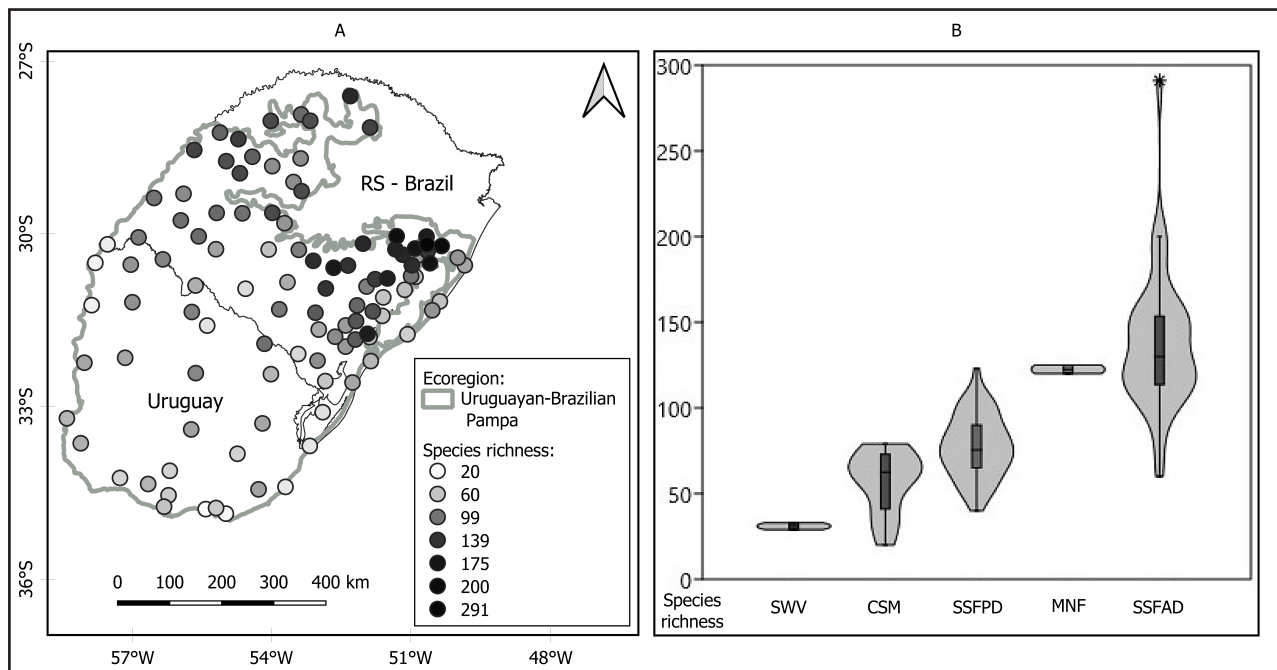 A
B
27°S
30°S
33°S
36°S
RS - Brazil
Uruguay
Ecoregion:
Uruguayan-Brazilian
Pampa
Species richness:
20
60
99
139
175
200
291
0 100 200 300 400 km
57°W 54°W 51°W 48°W
300
250
200
150
100
50
0
Species
richness
SWV CSM SSFPD MNF SSFAD